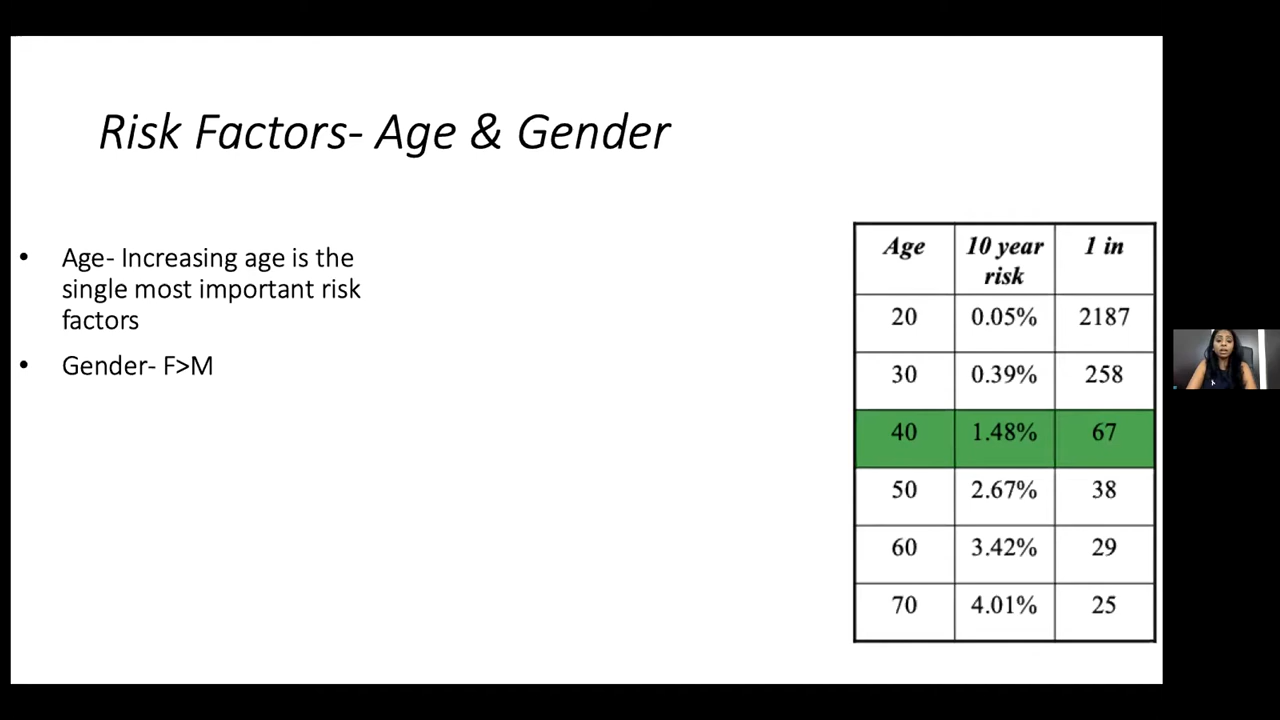 Risk Factors- Age & Gender
• Age- Increasing age is the
single most important risk
factors
• Gender- F>M
Age 10 year risk 1 in
20 0.05% 2187
30 0.39% 258
40 1.48% 67
50 2.67% 38
60 3.42% 29
70 4.01% 25